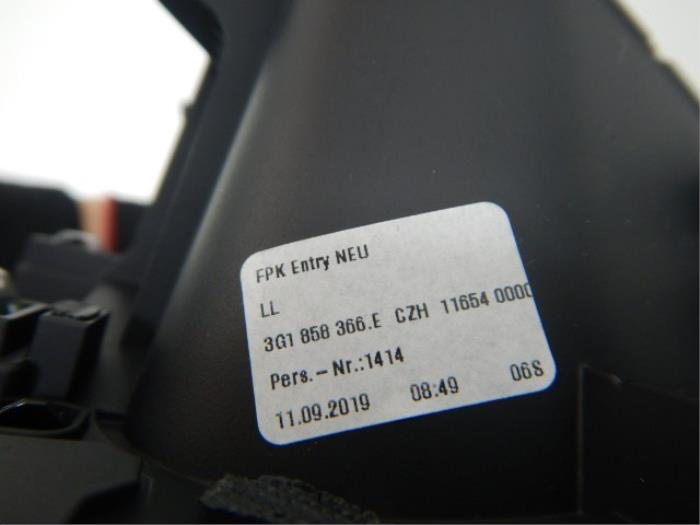 FPK Entry NEU
LL
3G1 858 366.E CZH 11654 0000
Pers.-Nr.:1414
11.09.2019 08:49 06S